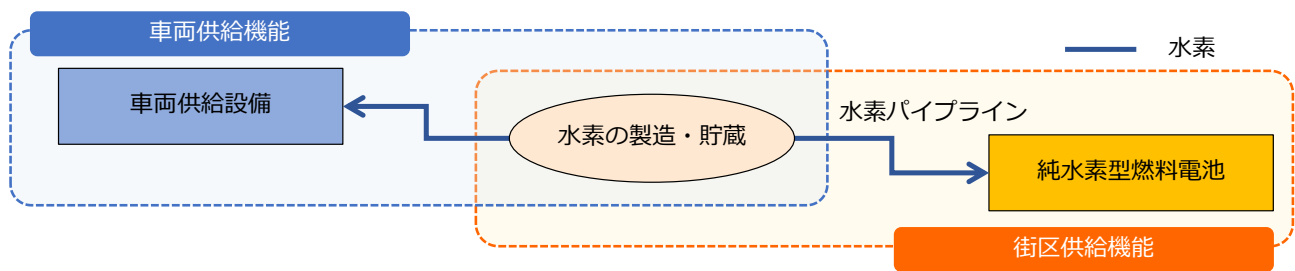 車両供給機能
水素
車両供給設備
水素パイプライン
水素の製造・貯蔵
純水素型燃料電池
街区供給機能